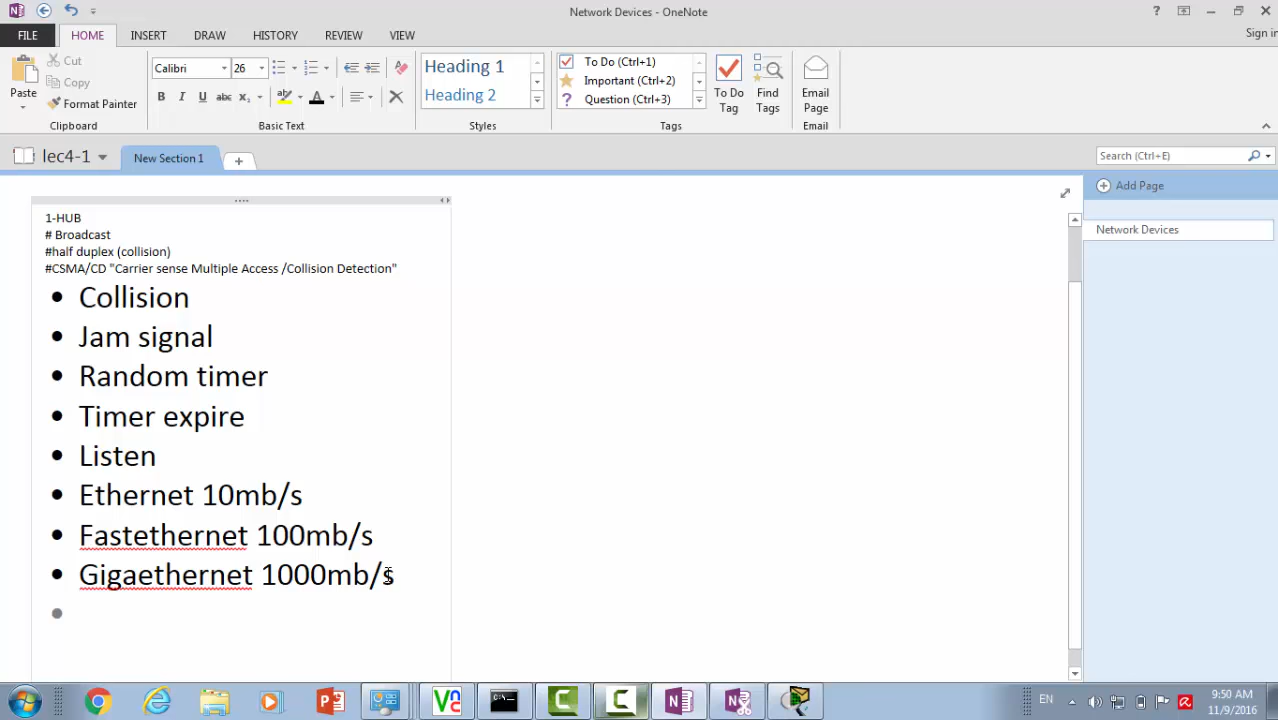 Network Devices - OneNote
?
Sign in
FILE HOME INSERT DRAW HISTORY REVIEW VIEW
Paste
Cut
Copy
Format Painter
Clipboard
Calibri 26
B I U abc x₂ ab A
Basic Text
Heading 1
Heading 2
Styles
To Do (Ctrl+1)
Important (Ctrl+2)
? Question (Ctrl+3)
To Do
Tag
Find
Tags
Tags
Email
Page
Email
lec4-1
New Section 1
+
Search (Ctrl+E)
Add Page
Network Devices
1-HUB
# Broadcast
#half duplex (collision)
#CSMA/CD "Carrier sense Multiple Access /Collision Detection"
• Collision
• Jam signal
• Random timer
• Timer expire
• Listen
• Ethernet 10mb/s
• Fastethernet 100mb/s
• Gigaethernet 1000mb/s
•
EN
9:50 AM
11/9/2016